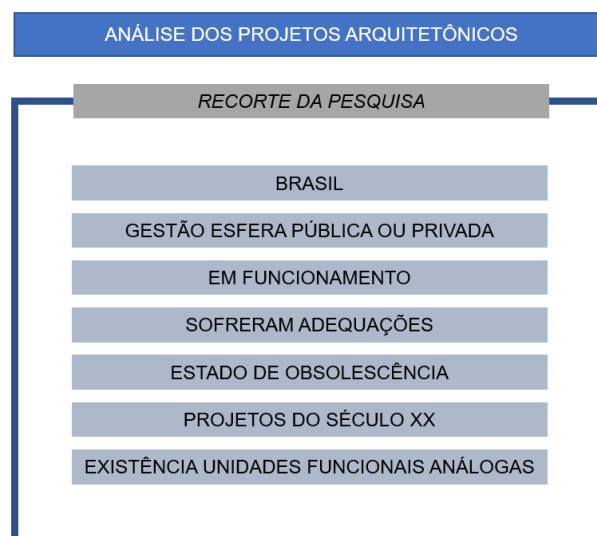 ANÁLISE DOS PROJETOS ARQUITETÔNICOS
RECORTE DA PESQUISA
BRASIL
GESTÃO ESFERA PÚBLICA OU PRIVADA
EM FUNCIONAMENTO
SOFRERAM ADEQUAÇÕES
ESTADO DE OBSOLESCÊNCIA
PROJETOS DO SÉCULO XX
EXISTÊNCIA UNIDADES FUNCIONAIS ANÁLOGAS